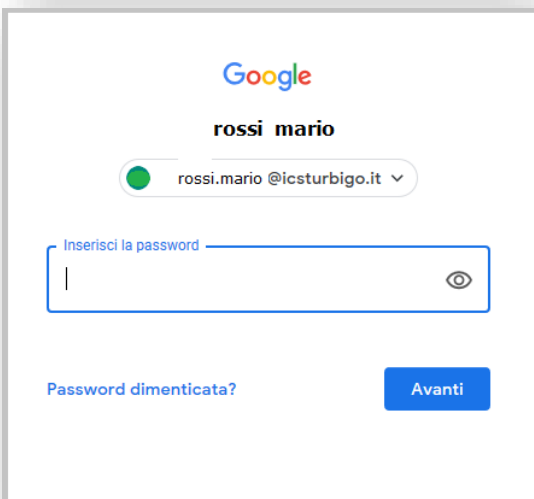 Google
rossi mario
rossi.mario @icsturbigo.it
Inserisci la password
Password dimenticata?
Avanti